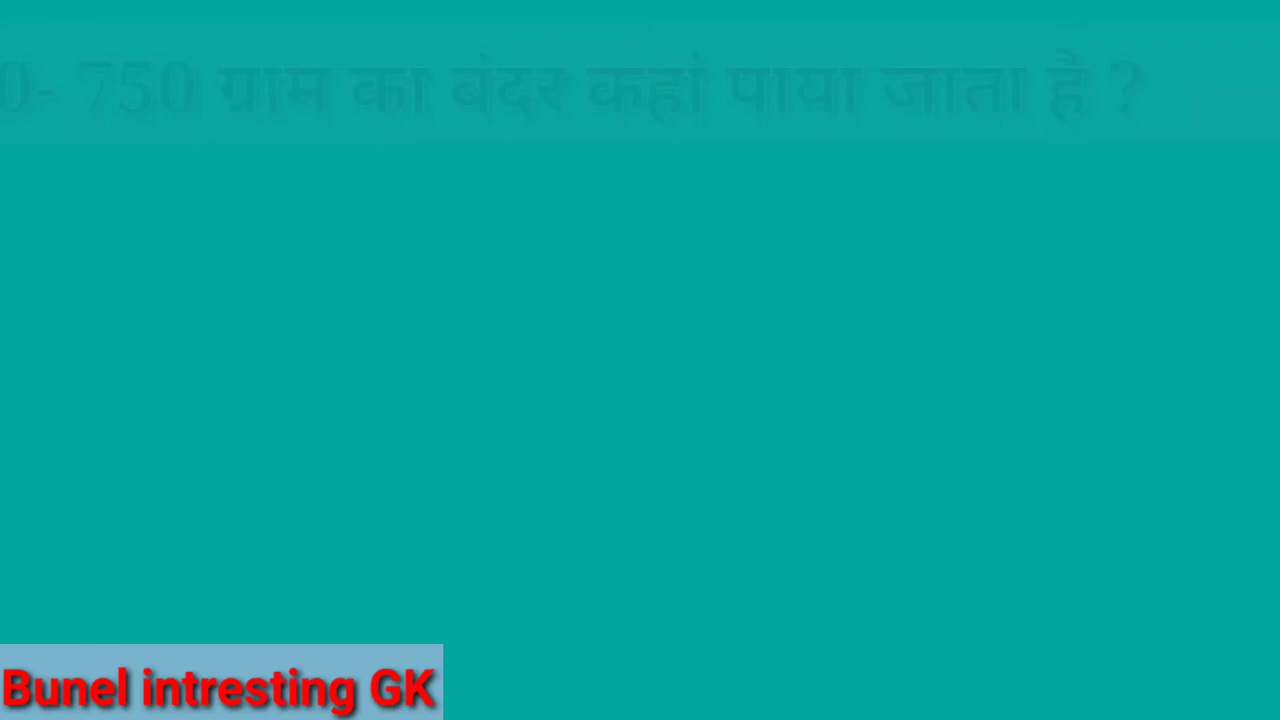 0- 750 ग्राम का बंदर कहां पाया जाता है ?
Bunel intresting GK